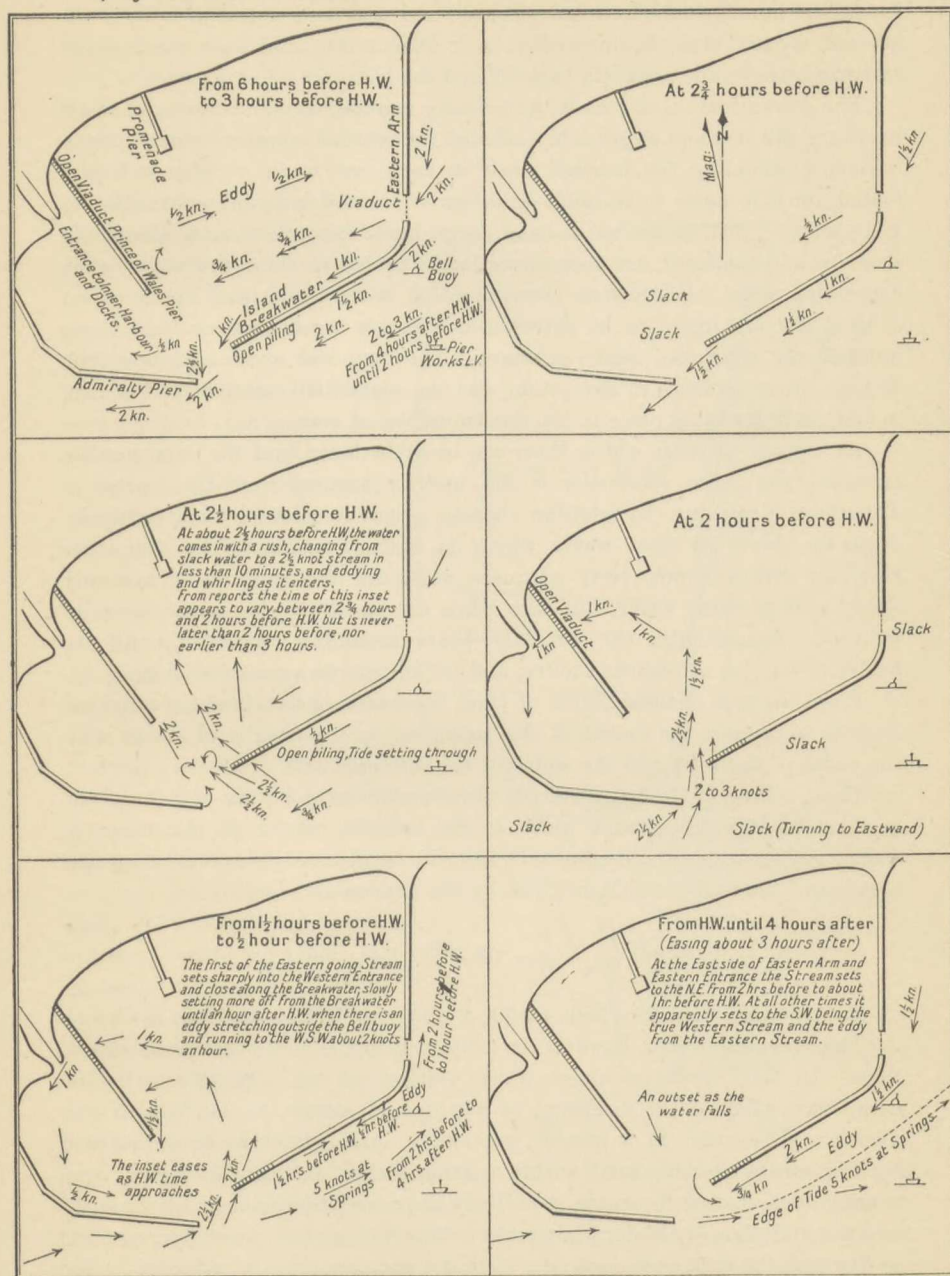 From 6 hours before H.W.
to 3 hours before H.W.
Promenade
Pier
Eastern Arm
2 kn.
2 kn.
½ kn.
Eddy
½ kn.
Viaduct
Open Viaduct Prince of Wales Pier
Entrance to Inner Harbour
and Docks.
¾ kn.
¾ kn.
1 kn.
2 kn.
Bell
Buoy
Island
Breakwater
1½ kn.
1 kn.
Open piling
2 kn.
2 to 3 kn.
From 4 hours after H.W.
until 2 hours before H.W.
Pier
Works L.V.
½ kn
2½ kn.
Admiralty Pier
2 kn.
2 kn.
At 2¾ hours before H.W.
Mag:
N
1½ kn.
½ kn.
Slack
1 kn.
Slack
1½ kn.
1½ kn.
At 2½ hours before H.W.
At about 2½ hours before H.W, the water
comes in with a rush, changing from
slack water to a 2½ knot stream in
less than 10 minutes, and eddying
and whirling as it enters.
From reports the time of this inset
appears to vary between 2¾ hours
and 2 hours before H.W. but is never
later than 2 hours before, nor
earlier than 3 hours.
2 kn.
2 kn.
½ kn.
Open piling, Tide setting through
2½ kn.
2½ kn.
¾ kn.
At 2 hours before H.W.
Open Viaduct
1 kn.
1 kn.
1 kn
Slack
1½ kn.
2½ kn.
Slack
2 to 3 knots
2½ kn.
Slack
Slack (Turning to Eastward)
From 1½ hours before H.W.
to ½ hour before H.W.
The first of the Eastern going Stream
sets sharply into the Western Entrance
and close along the Breakwater, slowly
setting more off from the Breakwater
until an hour after H.W. when there is an
eddy stretching outside the Bell buoy
and running to the W.S.W. about 2 knots
an hour.
From 2 hours before
to 1 hour before H.W.
1 kn.
1 kn
1½ kn.
Eddy
½ hr before
H.W.
1½ hrs. before H.W.
The inset eases
as H.W. time
approaches
½ kn.
2 kn.
2½ kn.
5 knots at
Springs
From 2 hrs. before to
4 hrs. after H.W.
From H.W. until 4 hours after
(Easing about 3 hours after)
At the East side of Eastern Arm and
Eastern Entrance the Stream sets
to the N.E. from 2 hrs. before to about
1 hr. before H.W. At all other times it
apparently sets to the S.W. being the
true Western Stream and the eddy
from the Eastern Stream.
1½ kn.
An outset as the
water falls
1½ kn.
2 kn.
Eddy
¾ kn
Edge of Tide 5 knots at Springs.